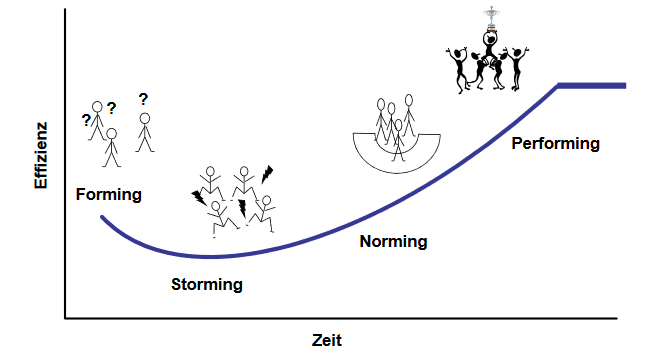 ?
?
?
Performing
Effizienz
Forming
Norming
Storming
Zeit